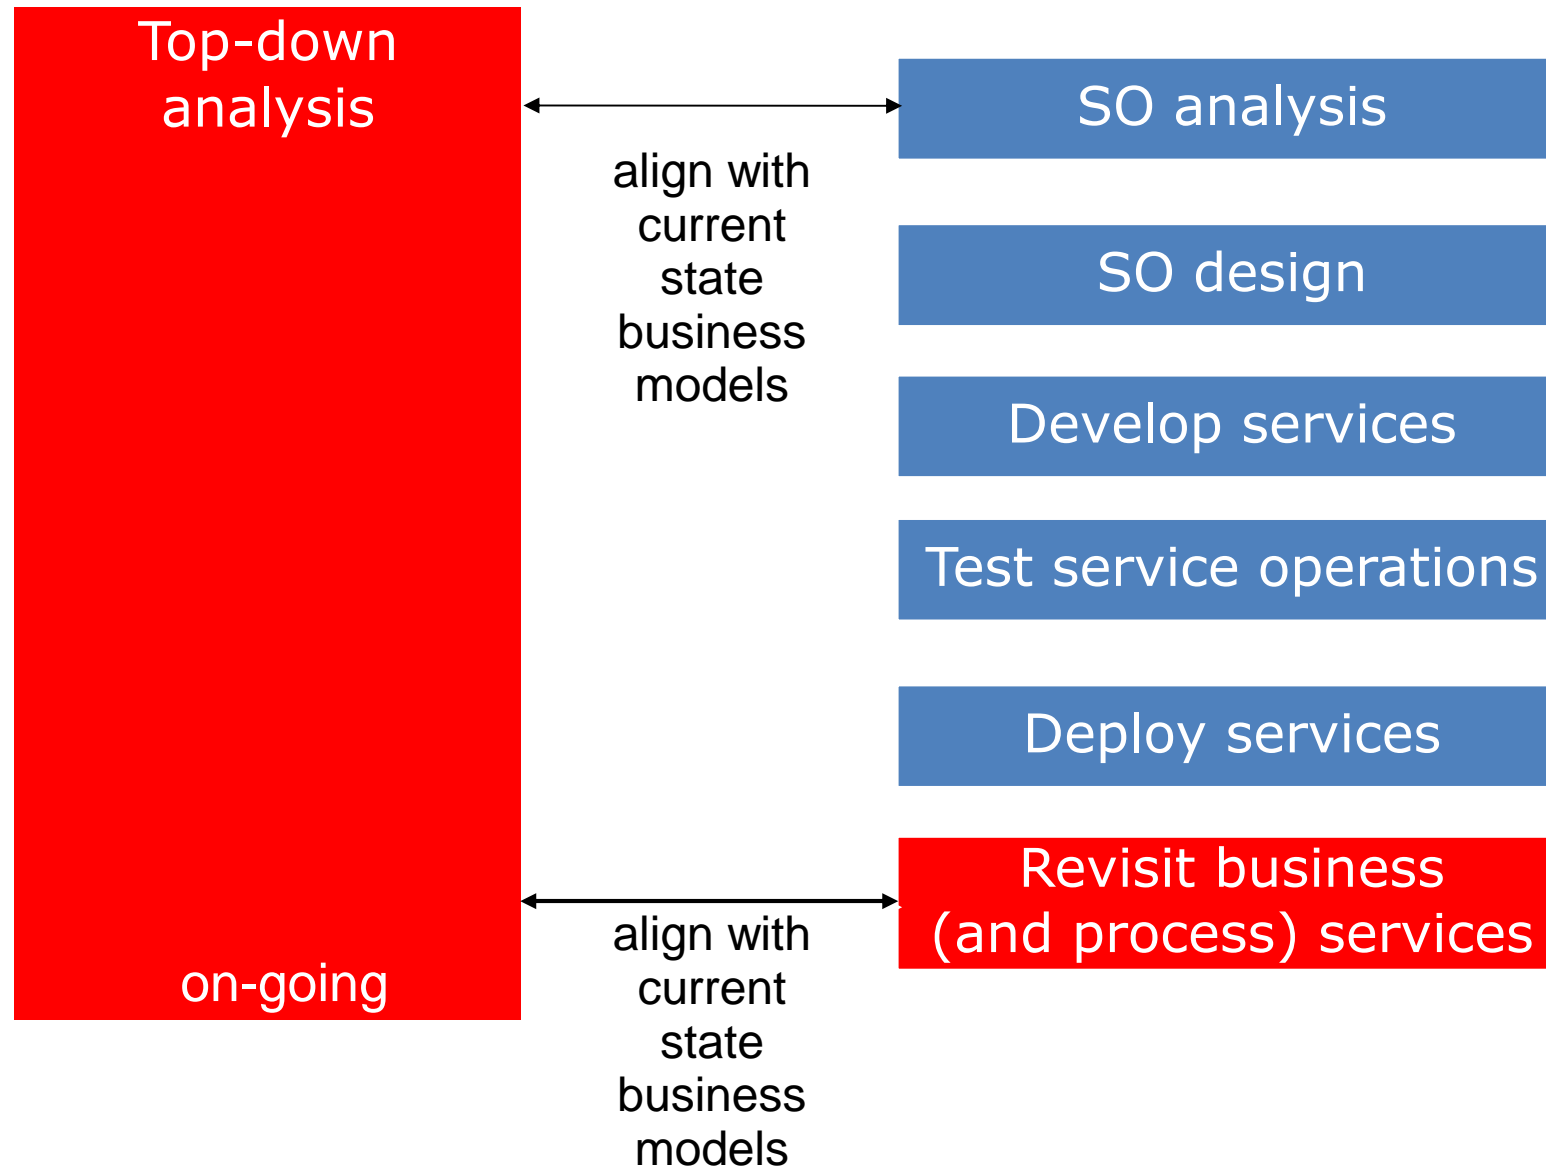 Top-down
analysis
on-going
align with
current
state
business
models
align with
current
state
business
models
SO analysis
SO design
Develop services
Test service operations
Deploy services
Revisit business
(and process) services